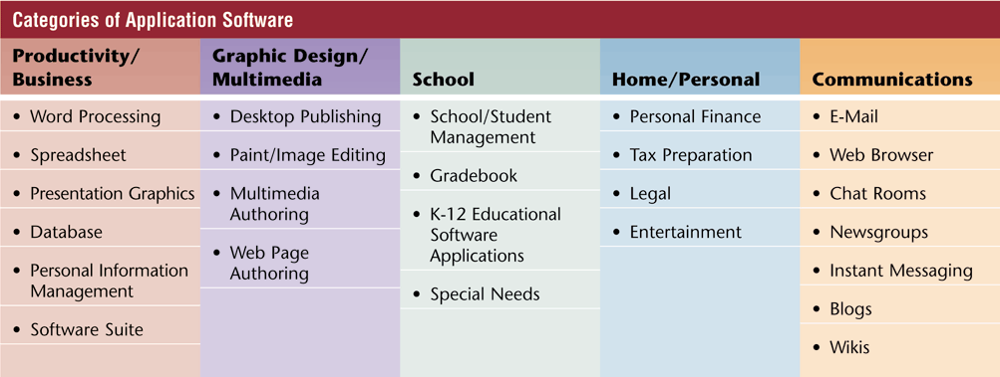 Categories of Application Software
Productivity/
Business
• Word Processing
• Spreadsheet
• Presentation Graphics
• Database
• Personal Information
Management
• Software Suite
Graphic Design/
Multimedia
• Desktop Publishing
• Paint/Image Editing
• Multimedia
Authoring
• Web Page
Authoring
School
• School/Student
Management
• Gradebook
• K-12 Educational
Software
Applications
• Special Needs
Home/Personal
• Personal Finance
• Tax Preparation
• Legal
• Entertainment
Communications
• E-Mail
• Web Browser
• Chat Rooms
• Newsgroups
• Instant Messaging
• Blogs
• Wikis